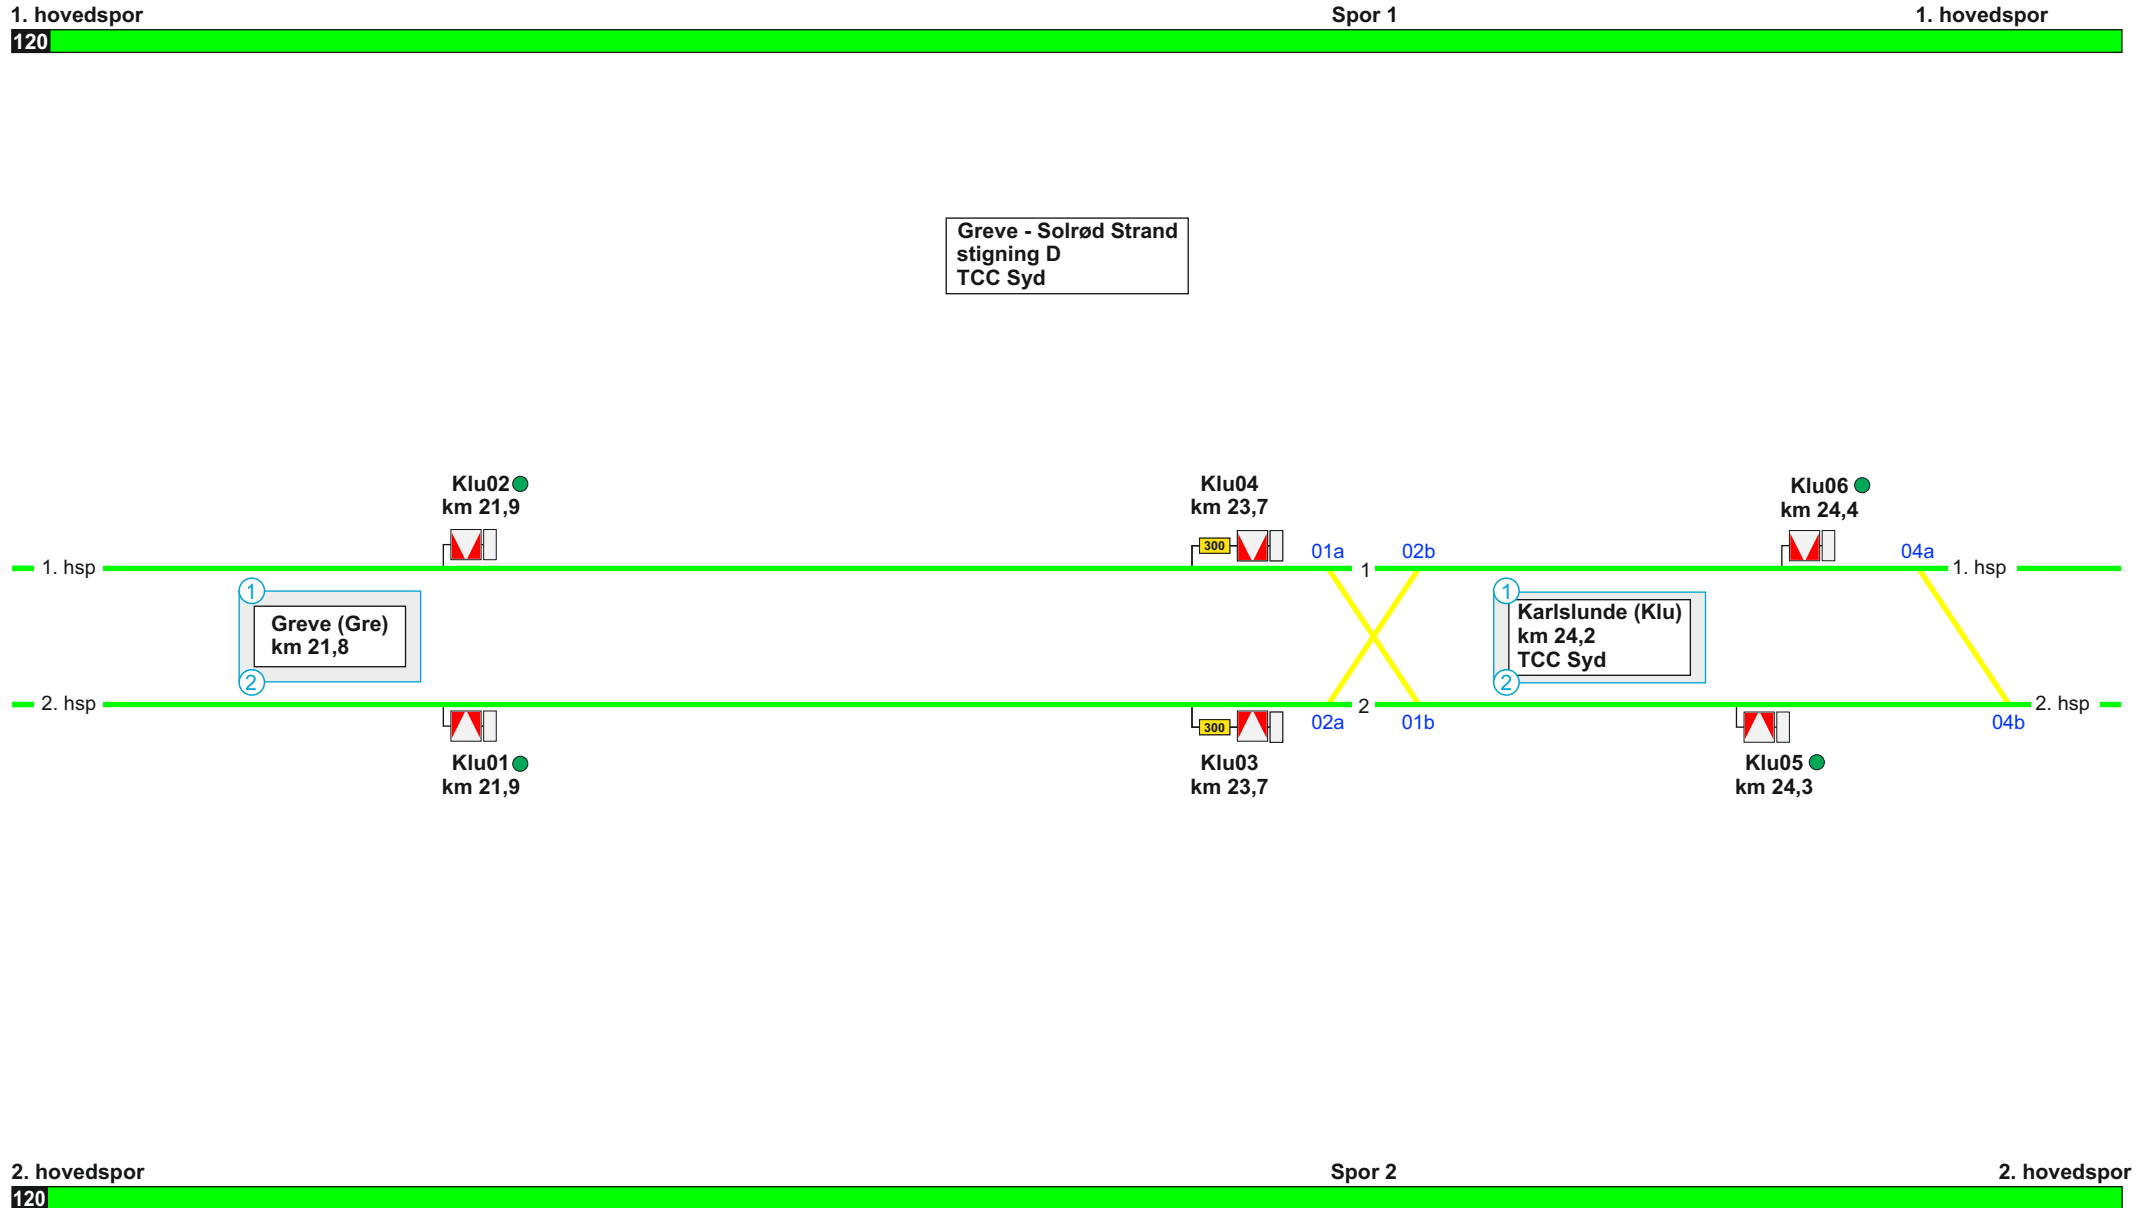 1. hovedspor
Spor 1
1. hovedspor
120
Greve - Solrød Strand
stigning D
TCC Syd
Klu02
km 21,9
Klu04
km 23,7
Klu06
km 24,4
300
01a
02b
04a
1. hsp
1
1. hsp
1
Greve (Gre)
km 21,8
2
1
Karlslunde (Klu)
km 24,2
TCC Syd
2
2. hsp
2
2. hsp
300
02a
01b
04b
Klu01
km 21,9
Klu03
km 23,7
Klu05
km 24,3
2. hovedspor
Spor 2
2. hovedspor
120